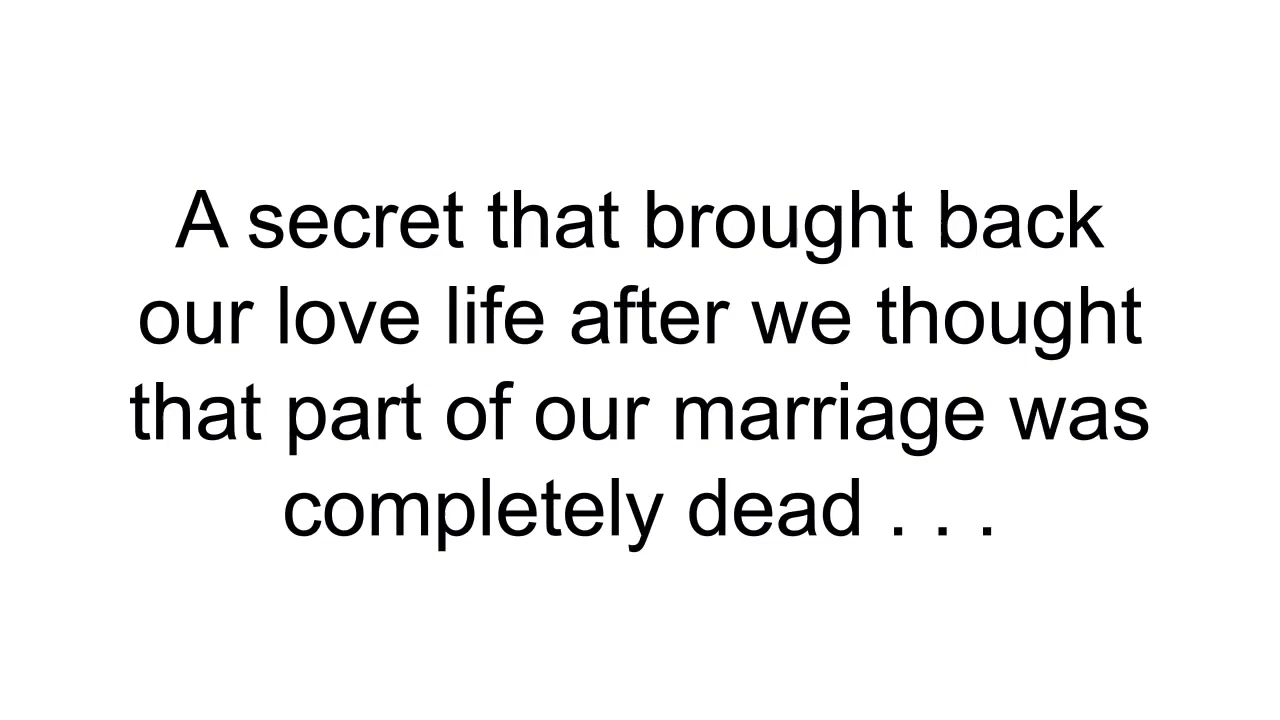 A secret that brought back
our love life after we thought
that part of our marriage was
completely dead . . .